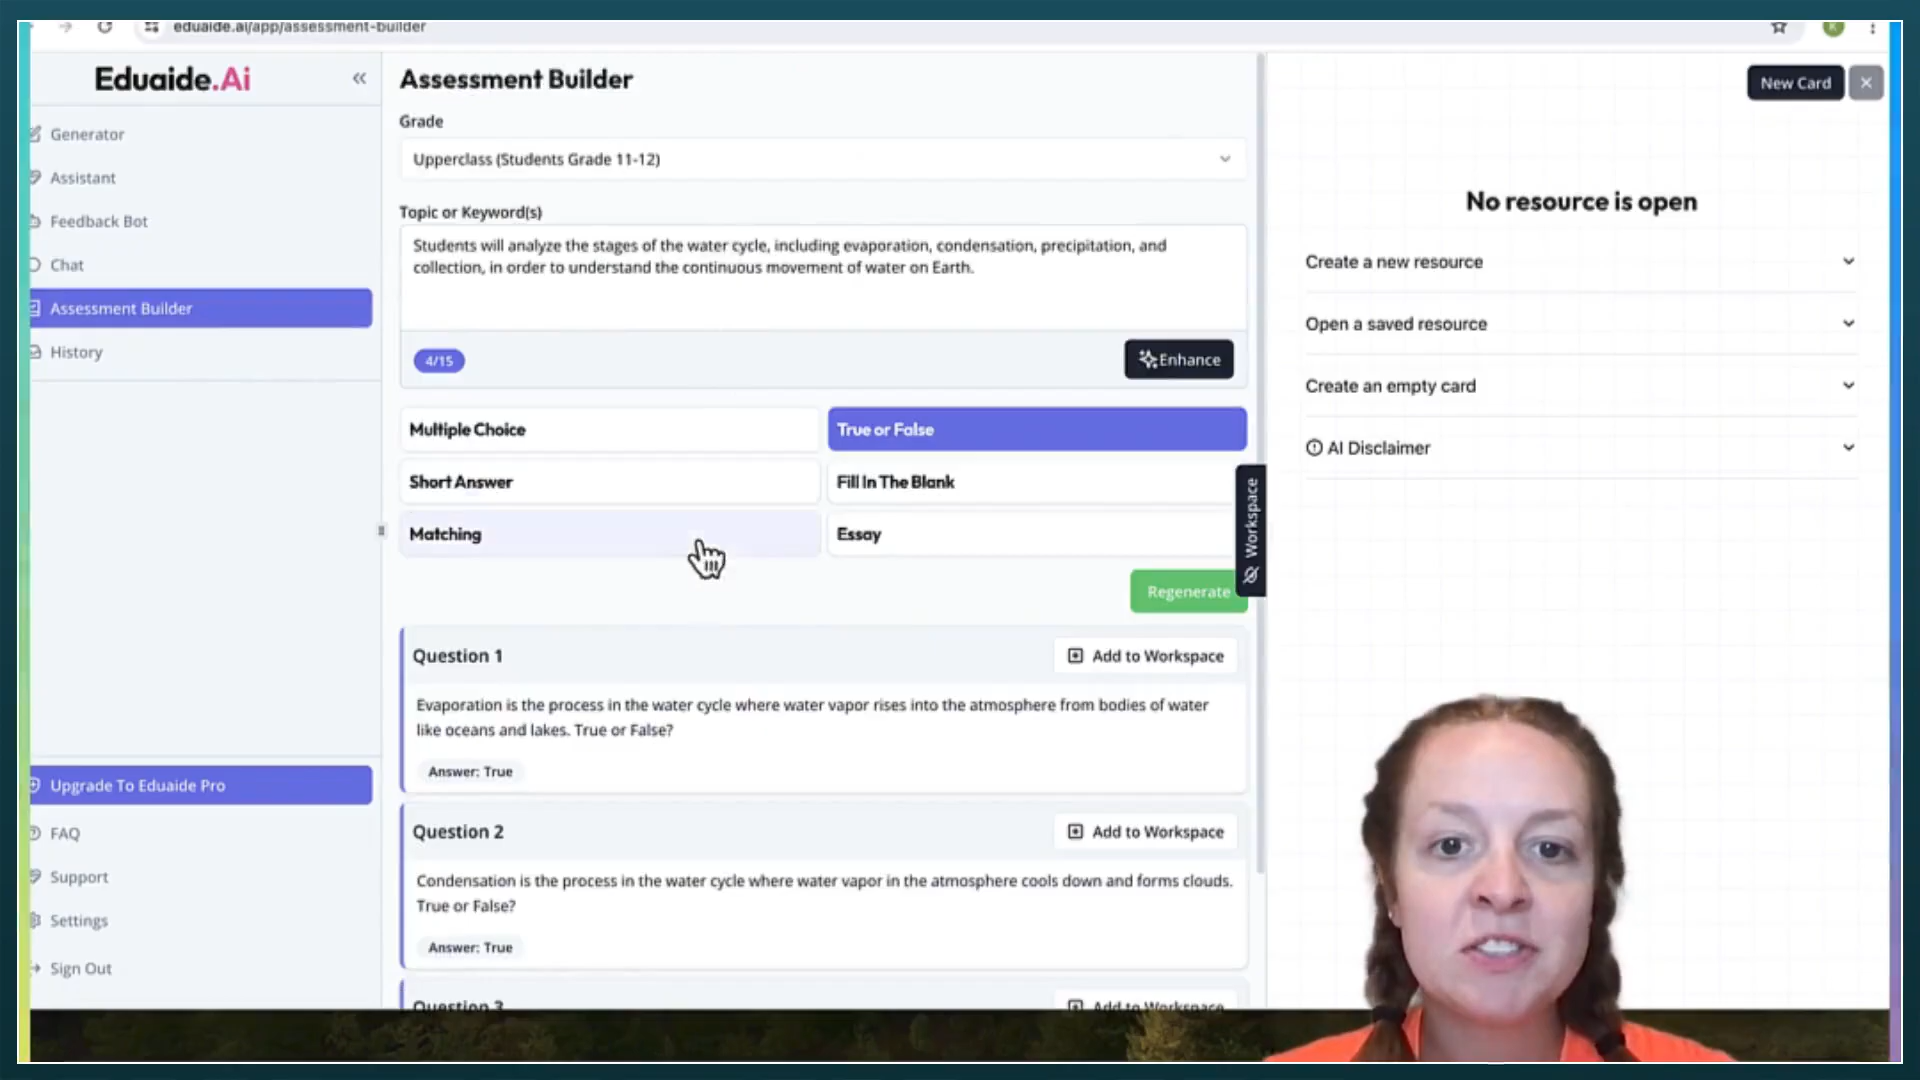 eduaide.ai/app/assessment-builder
Eduaide.Ai
Generator
Assistant
Feedback Bot
Chat
Assessment Builder
History
Upgrade To Eduaide Pro
FAQ
Support
Settings
Sign Out
Assessment Builder
Grade
Upperclass (Students Grade 11-12)
Topic or Keyword(s)
Students will analyze the stages of the water cycle, including evaporation, condensation, precipitation, and
collection, in order to understand the continuous movement of water on Earth.
4/15
Enhance
Multiple Choice
True or False
Short Answer
Fill In The Blank
Matching
Essay
Regenerate
Question 1
Add to Workspace
Evaporation is the process in the water cycle where water vapor rises into the atmosphere from bodies of water
like oceans and lakes. True or False?
Answer: True
Question 2
Add to Workspace
Condensation is the process in the water cycle where water vapor in the atmosphere cools down and forms clouds.
True or False?
Answer: True
Question 3
Add to Workspace
Workspace
New Card
No resource is open
Create a new resource
Open a saved resource
Create an empty card
AI Disclaimer